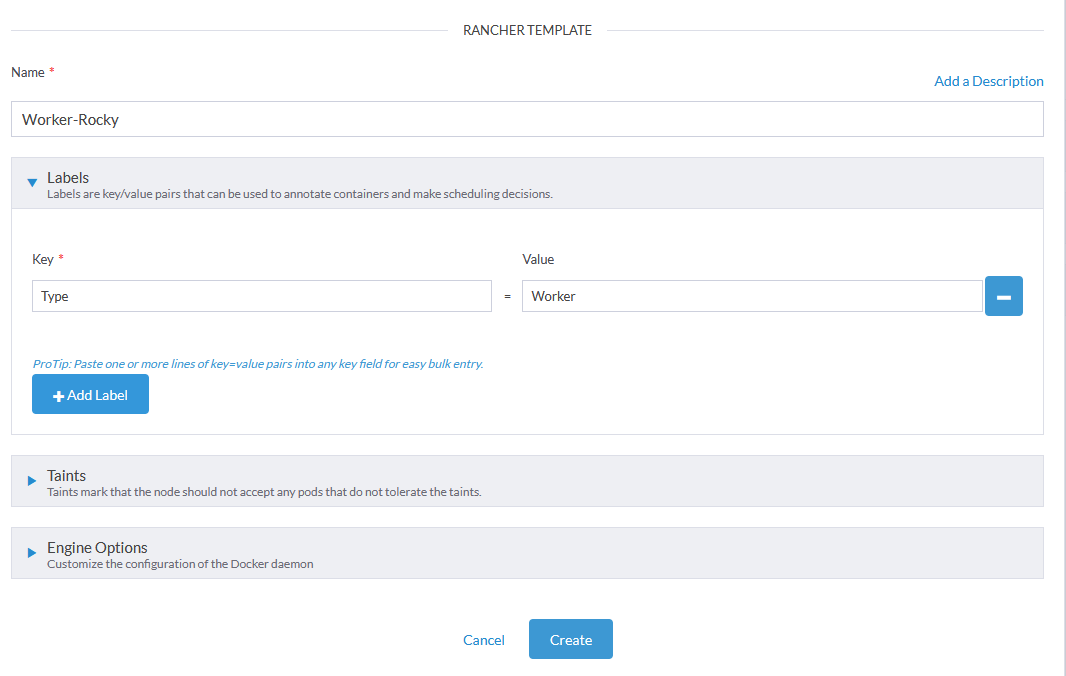 RANCHER TEMPLATE
Name *
Add a Description
Worker-Rocky
Labels
Labels are key/value pairs that can be used to annotate containers and make scheduling decisions.
Key *
Value
Type
=
Worker
ProTip: Paste one or more lines of key=value pairs into any key field for easy bulk entry.
+ Add Label
Taints
Taints mark that the node should not accept any pods that do not tolerate the taints.
Engine Options
Customize the configuration of the Docker daemon
Cancel
Create